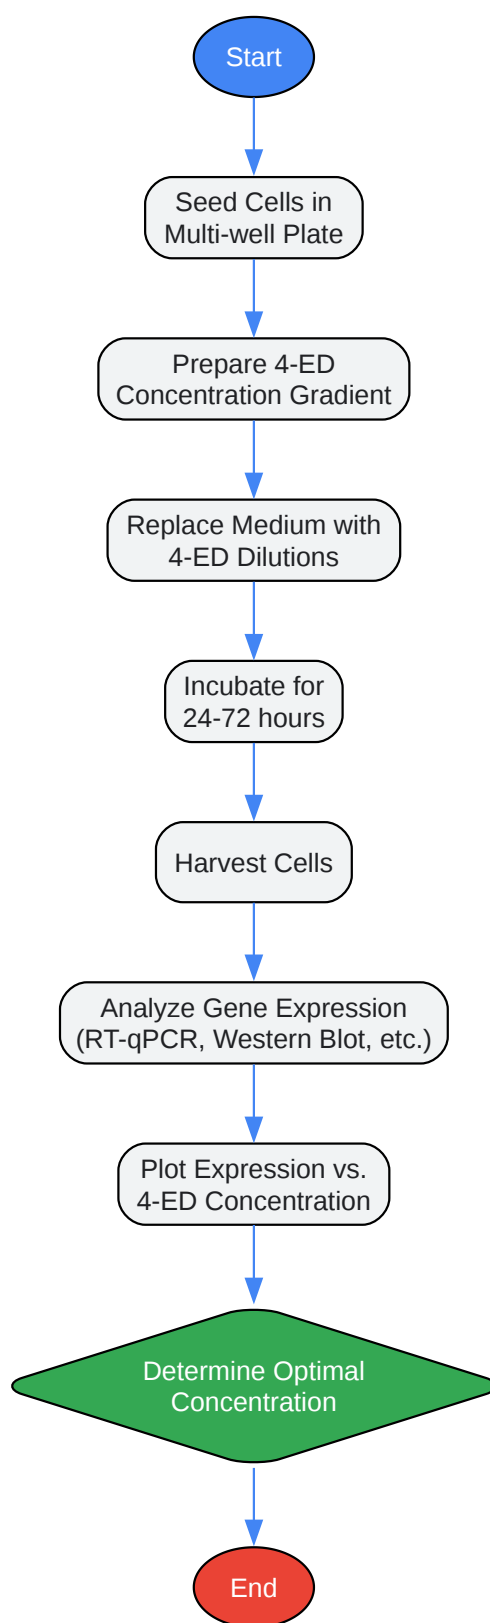 Start
Seed Cells in
Multi-well Plate
Prepare 4-ED
Concentration Gradient
Replace Medium with
4-ED Dilutions
Incubate for
24-72 hours
Harvest Cells
Analyze Gene Expression
(RT-qPCR, Western Blot, etc.)
Plot Expression vs.
4-ED Concentration
Determine Optimal
Concentration
End